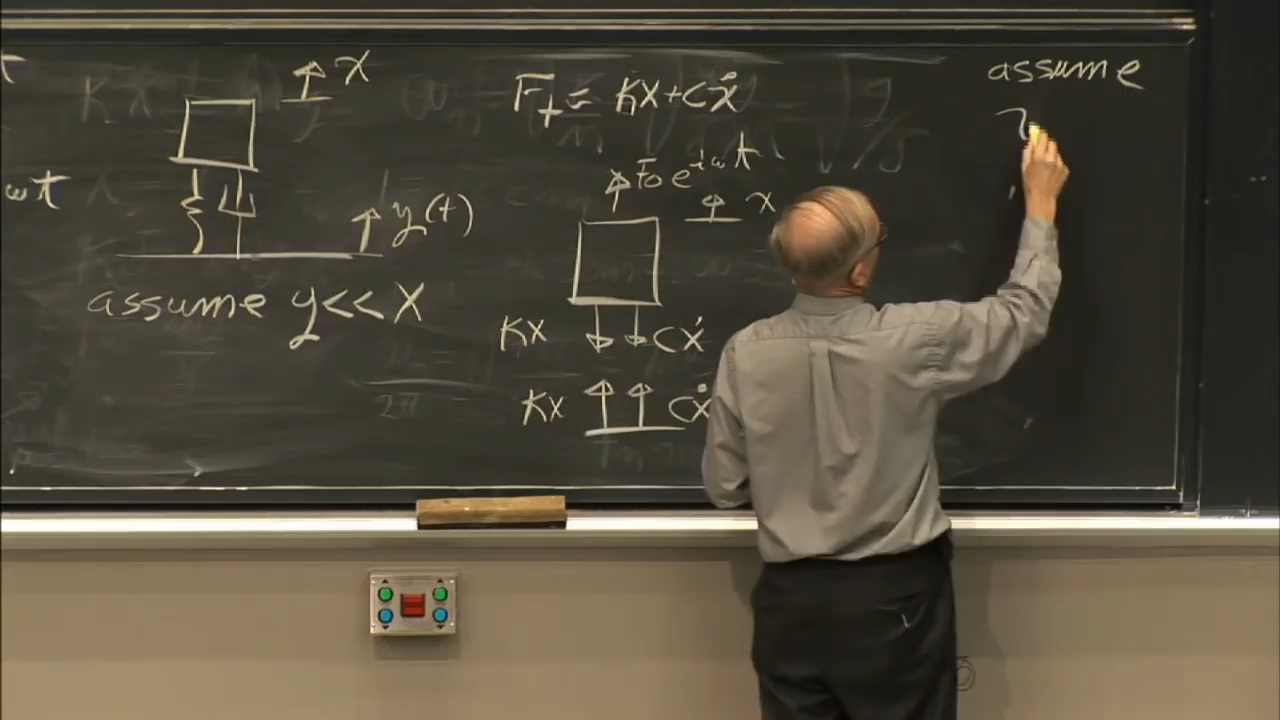 x
ωt
y(t)
assume y<<x
F_T = Kx+cẋ
F₀e^{iωt}
x
Kx cẋ
Kx cẋ
assume